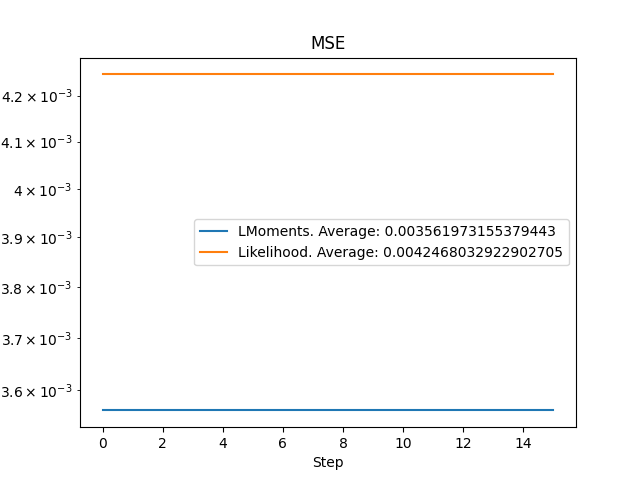 MSE
4.2 × 10⁻³
4.1 × 10⁻³
4 × 10⁻³
3.9 × 10⁻³
3.8 × 10⁻³
3.7 × 10⁻³
3.6 × 10⁻³
LMoments. Average: 0.003561973155379443
Likelihood. Average: 0.0042468032922902705
0 2 4 6 8 10 12 14
Step